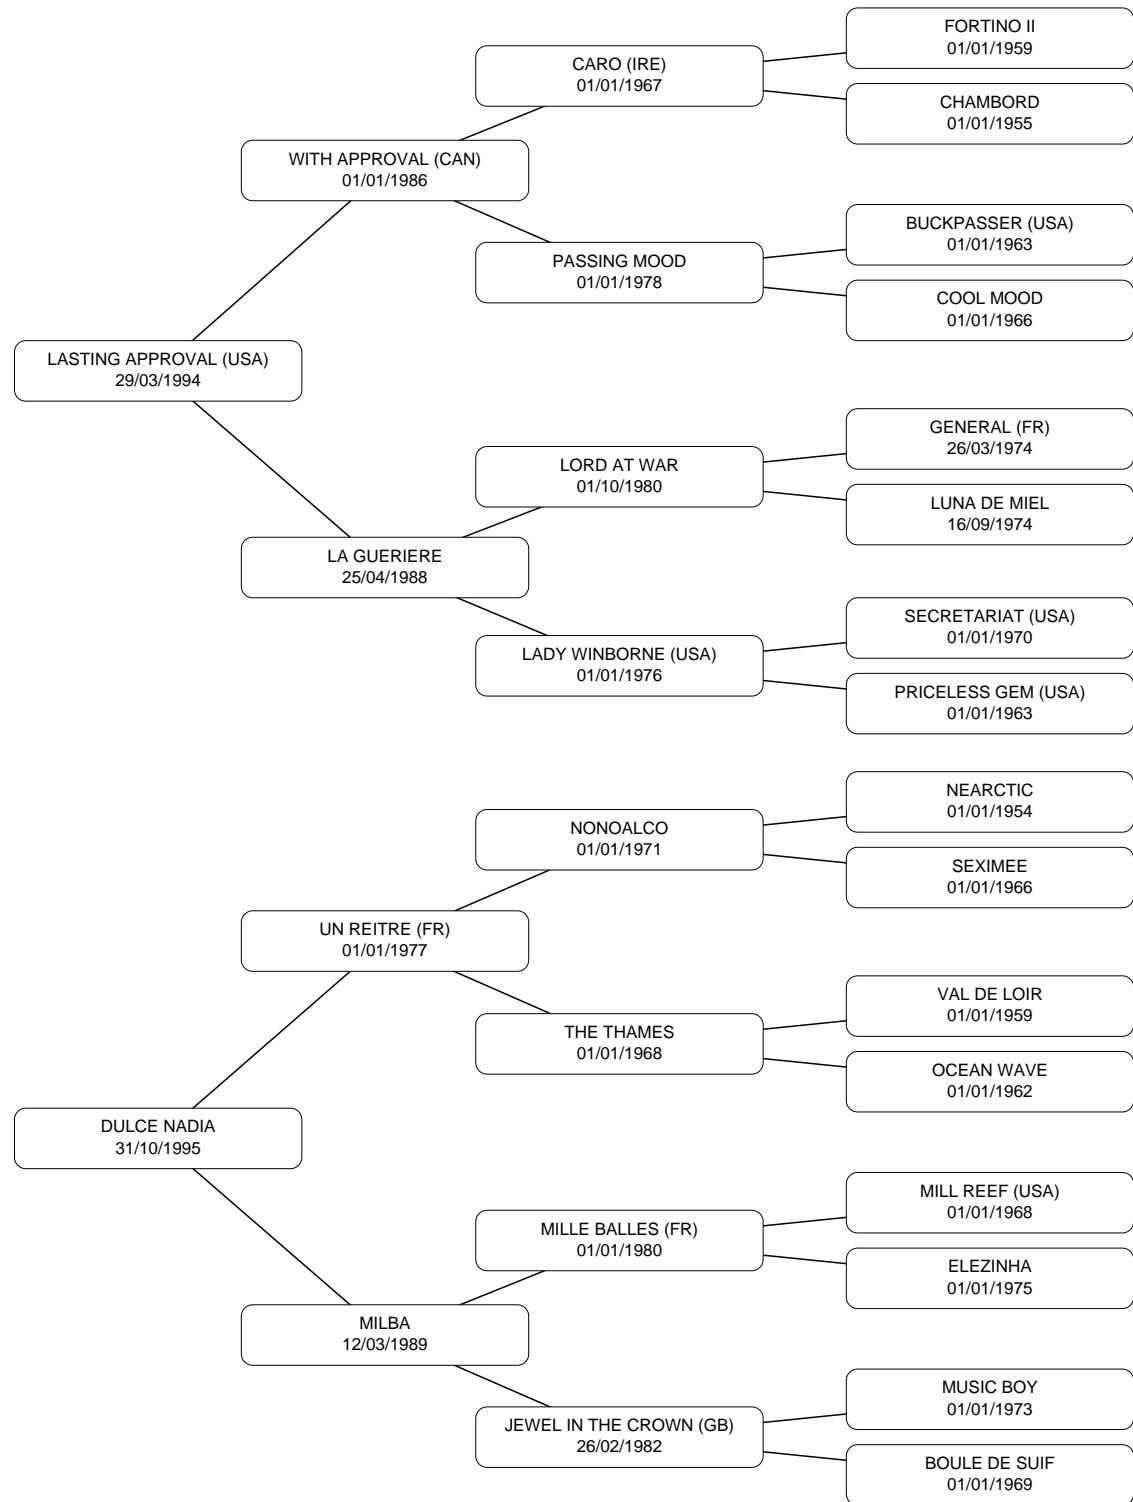 FORTINO II
01/01/1959
CARO (IRE)
01/01/1967
CHAMBORD
01/01/1955
WITH APPROVAL (CAN)
01/01/1986
BUCKPASSER (USA)
01/01/1963
PASSING MOOD
01/01/1978
COOL MOOD
01/01/1966
LASTING APPROVAL (USA)
29/03/1994
GENERAL (FR)
26/03/1974
LORD AT WAR
01/10/1980
LUNA DE MIEL
16/09/1974
LA GUERIERE
25/04/1988
SECRETARIAT (USA)
01/01/1970
LADY WINBORNE (USA)
01/01/1976
PRICELESS GEM (USA)
01/01/1963
NEARCTIC
01/01/1954
NONOALCO
01/01/1971
SEXIMEE
01/01/1966
UN REITRE (FR)
01/01/1977
VAL DE LOIR
01/01/1959
THE THAMES
01/01/1968
OCEAN WAVE
01/01/1962
DULCE NADIA
31/10/1995
MILL REEF (USA)
01/01/1968
MILLE BALLES (FR)
01/01/1980
ELEZINHA
01/01/1975
MILBA
12/03/1989
MUSIC BOY
01/01/1973
JEWEL IN THE CROWN (GB)
26/02/1982
BOULE DE SUIF
01/01/1969